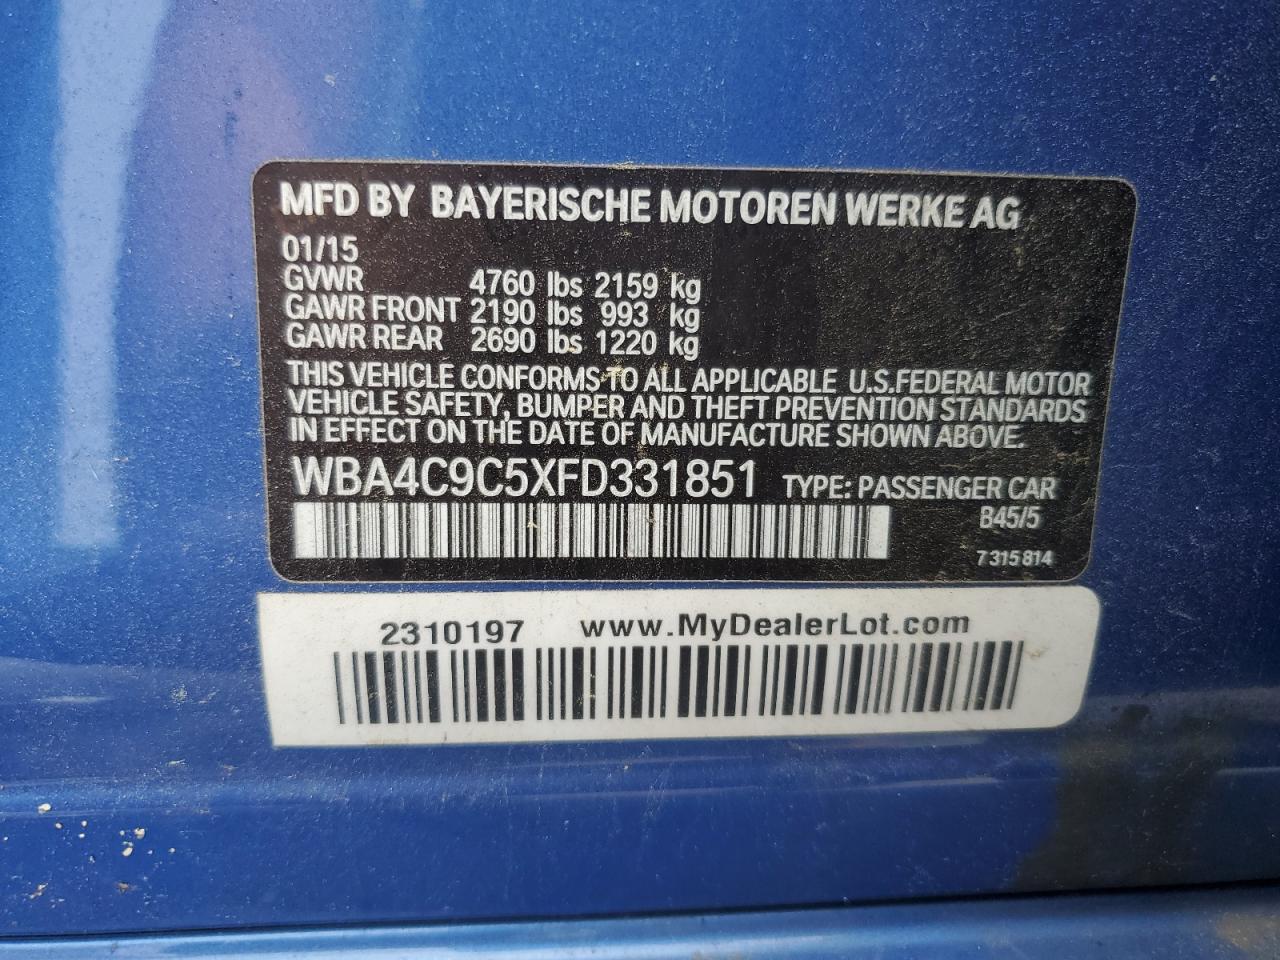 MFD BY BAYERISCHE MOTOREN WERKE AG
01/15
GVWR 4760 lbs 2159 kg
GAWR FRONT 2190 lbs 993 kg
GAWR REAR 2690 lbs 1220 kg
THIS VEHICLE CONFORMS TO ALL APPLICABLE U.S.FEDERAL MOTOR
VEHICLE SAFETY, BUMPER AND THEFT PREVENTION STANDARDS
IN EFFECT ON THE DATE OF MANUFACTURE SHOWN ABOVE.
WBA4C9C5XFD331851 TYPE: PASSENGER CAR
B45/5
7315814
2310197 www.MyDealerLot.com